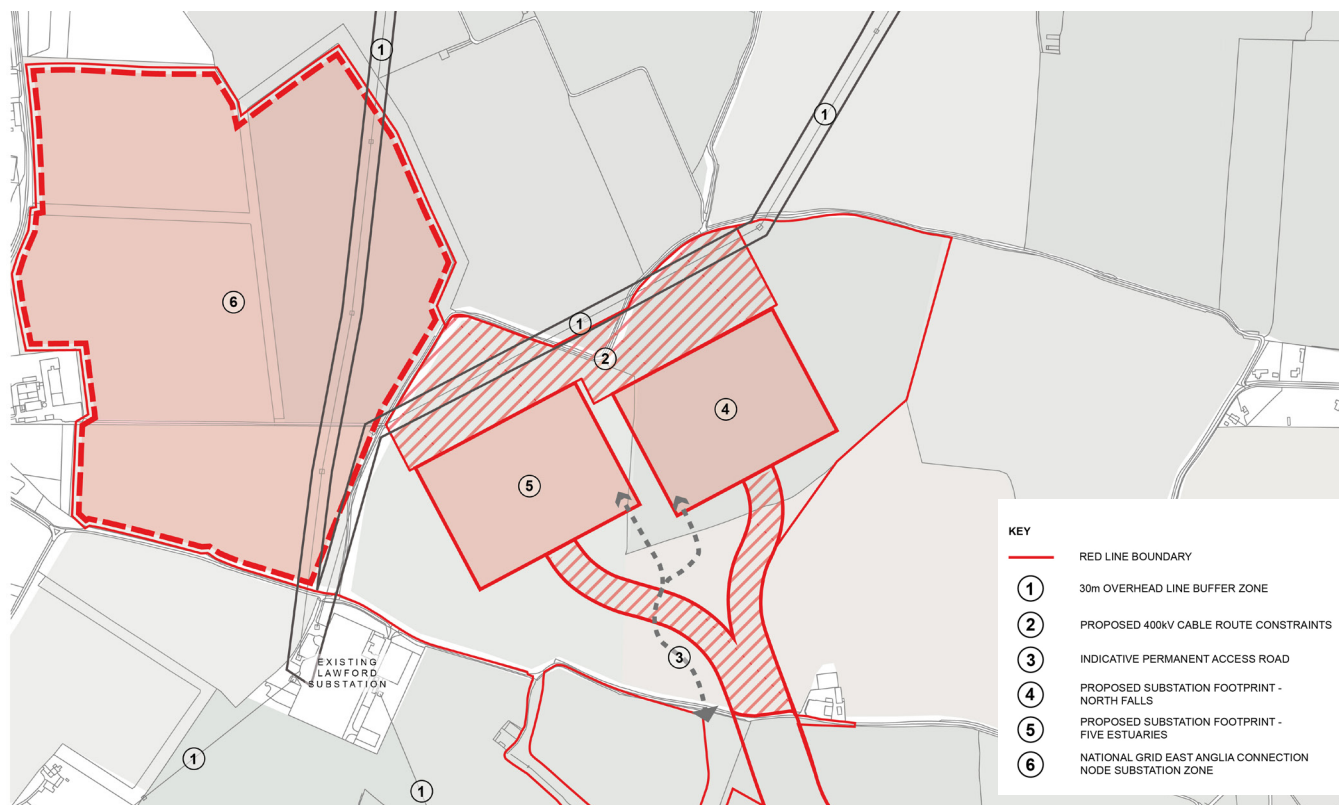 1
1
6
1
2
4
5
3
EXISTING
LAWFORD
SUBSTATION
1
1
KEY
RED LINE BOUNDARY
1 30m OVERHEAD LINE BUFFER ZONE
2 PROPOSED 400kV CABLE ROUTE CONSTRAINTS
3 INDICATIVE PERMANENT ACCESS ROAD
4 PROPOSED SUBSTATION FOOTPRINT -
NORTH FALLS
5 PROPOSED SUBSTATION FOOTPRINT -
FIVE ESTUARIES
6 NATIONAL GRID EAST ANGLIA CONNECTION
NODE SUBSTATION ZONE